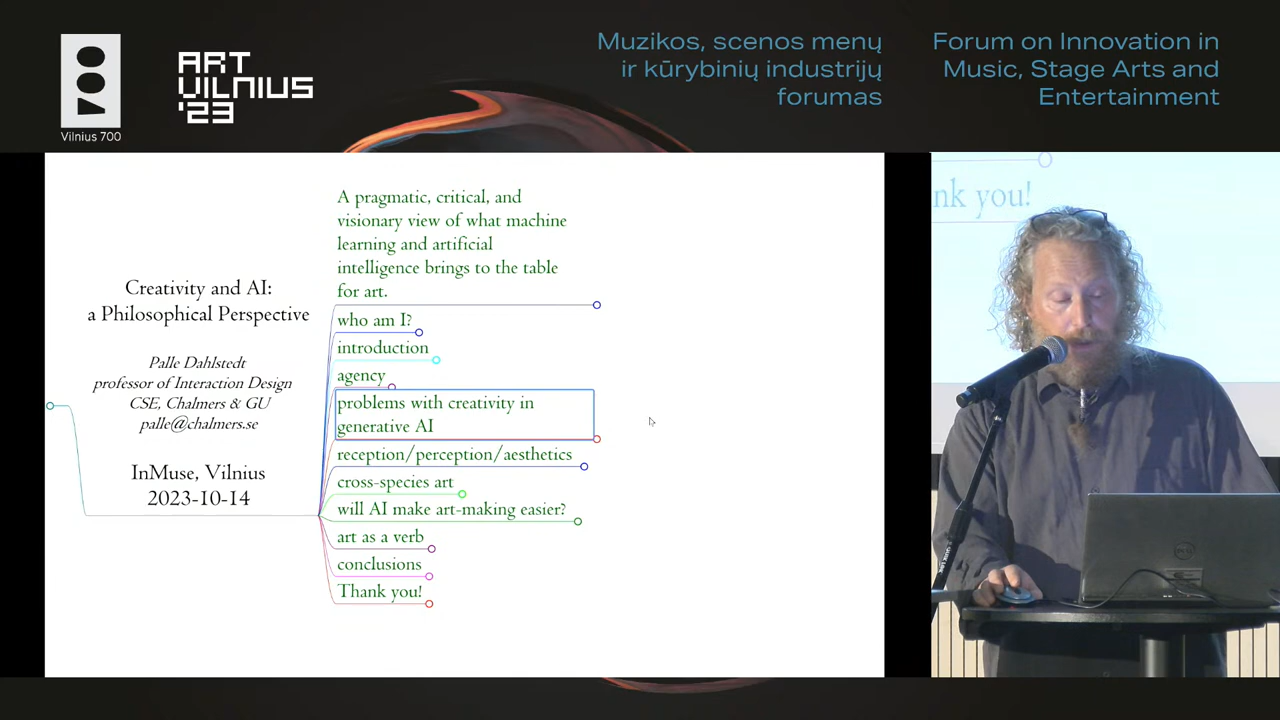 Vilnius 700
ART
VILNIUS
'23
Muzikos, scenos menų
ir kūrybinių industrijų
forumas
Forum on Innovation in
Music, Stage Arts and
Entertainment
Creativity and AI:
a Philosophical Perspective
Palle Dahlstedt
professor of Interaction Design
CSE, Chalmers & GU
palle@chalmers.se
InMuse, Vilnius
2023-10-14
A pragmatic, critical, and
visionary view of what machine
learning and artificial
intelligence brings to the table
for art.
who am I?
introduction
agency
problems with creativity in
generative AI
reception/perception/aesthetics
cross-species art
will AI make art-making easier?
art as a verb
conclusions
Thank you!
nk you!
DELL